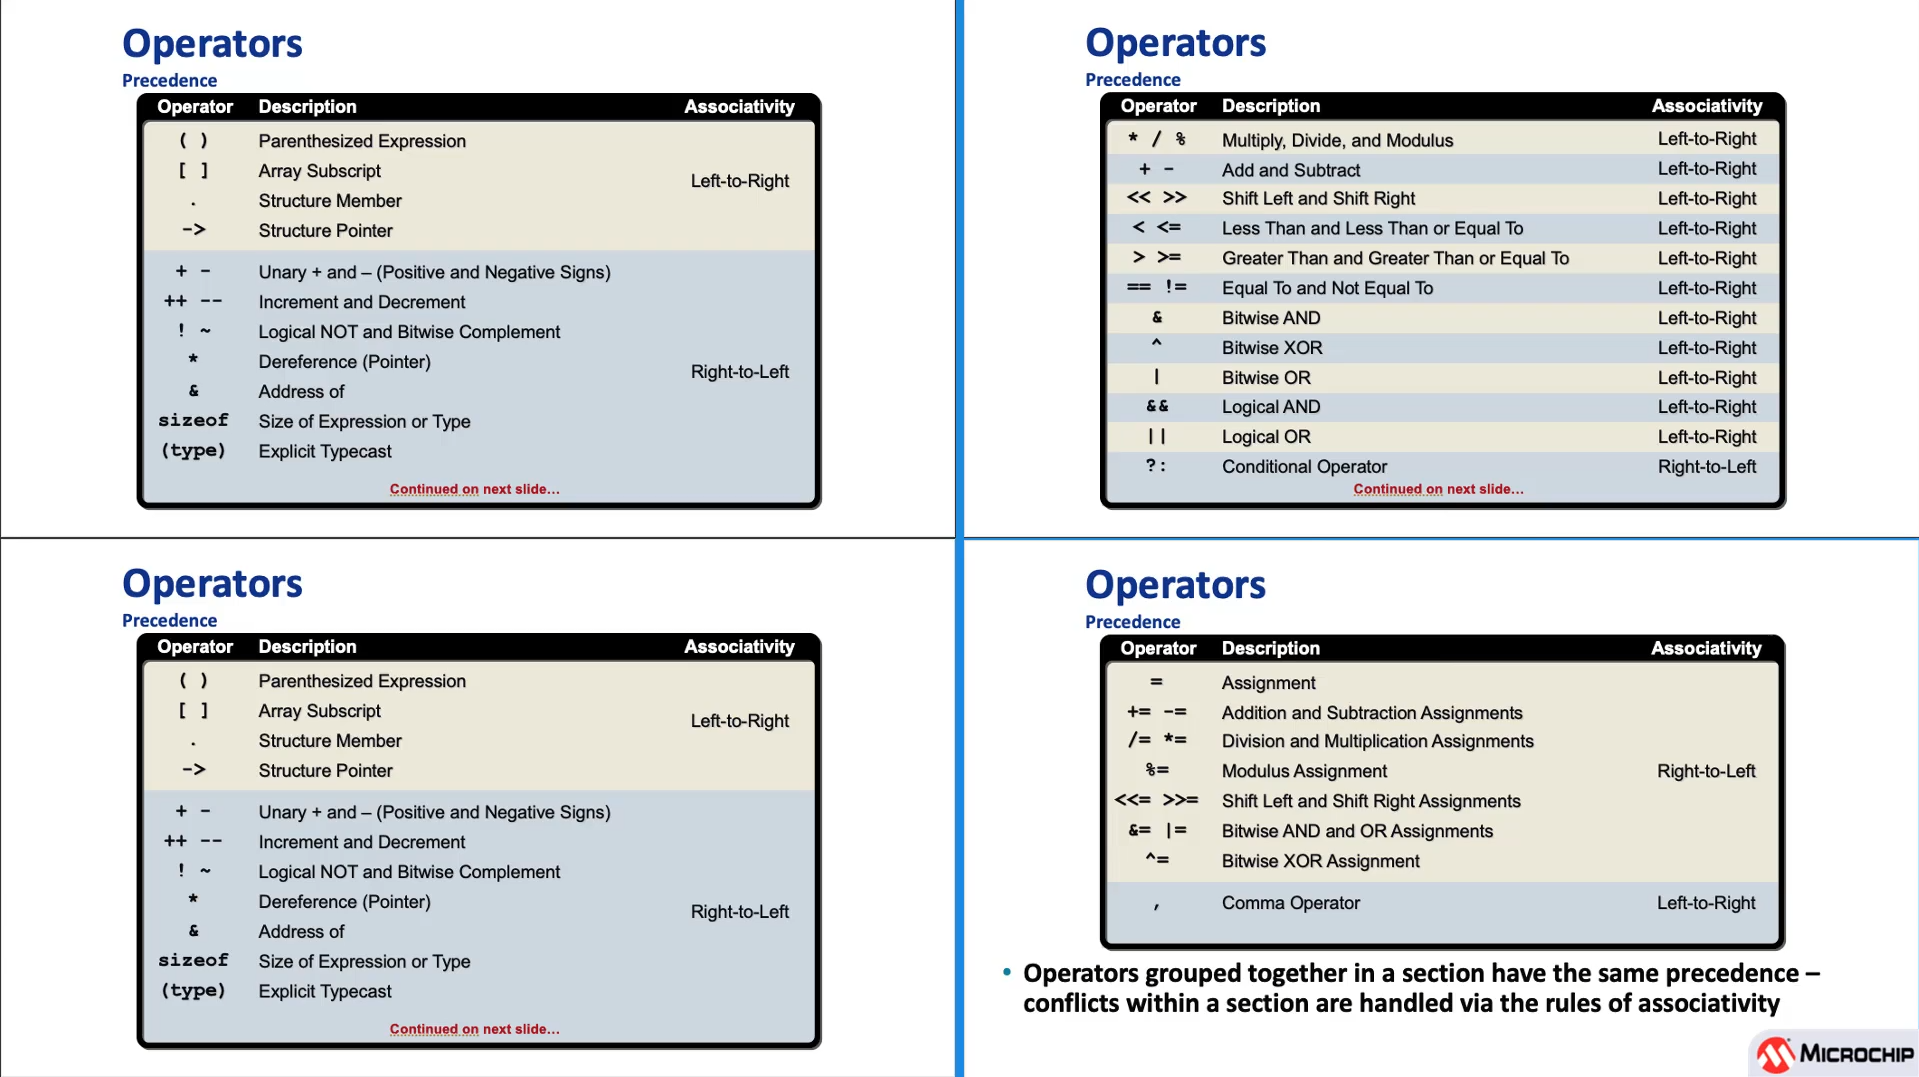 Operators
Precedence
Operator Description Associativity
( ) Parenthesized Expression
[ ] Array Subscript
Left-to-Right
. Structure Member
-> Structure Pointer
+ - Unary + and – (Positive and Negative Signs)
++ -- Increment and Decrement
! ~ Logical NOT and Bitwise Complement
* Dereference (Pointer)
Right-to-Left
& Address of
sizeof Size of Expression or Type
(type) Explicit Typecast
Continued on next slide...
Operators
Precedence
Operator Description Associativity
* / % Multiply, Divide, and Modulus Left-to-Right
+ - Add and Subtract Left-to-Right
<< >> Shift Left and Shift Right Left-to-Right
< <= Less Than and Less Than or Equal To Left-to-Right
> >= Greater Than and Greater Than or Equal To Left-to-Right
== != Equal To and Not Equal To Left-to-Right
& Bitwise AND Left-to-Right
^ Bitwise XOR Left-to-Right
| Bitwise OR Left-to-Right
&& Logical AND Left-to-Right
|| Logical OR Left-to-Right
?: Conditional Operator Right-to-Left
Continued on next slide...
Operators
Precedence
Operator Description Associativity
( ) Parenthesized Expression
[ ] Array Subscript
Left-to-Right
. Structure Member
-> Structure Pointer
+ - Unary + and – (Positive and Negative Signs)
++ -- Increment and Decrement
! ~ Logical NOT and Bitwise Complement
* Dereference (Pointer)
Right-to-Left
& Address of
sizeof Size of Expression or Type
(type) Explicit Typecast
Continued on next slide...
Operators
Precedence
Operator Description Associativity
= Assignment
+= -= Addition and Subtraction Assignments
/= *= Division and Multiplication Assignments
%= Modulus Assignment Right-to-Left
<<= >>= Shift Left and Shift Right Assignments
&= |= Bitwise AND and OR Assignments
^= Bitwise XOR Assignment
, Comma Operator Left-to-Right
• Operators grouped together in a section have the same precedence –
conflicts within a section are handled via the rules of associativity
MICROCHIP